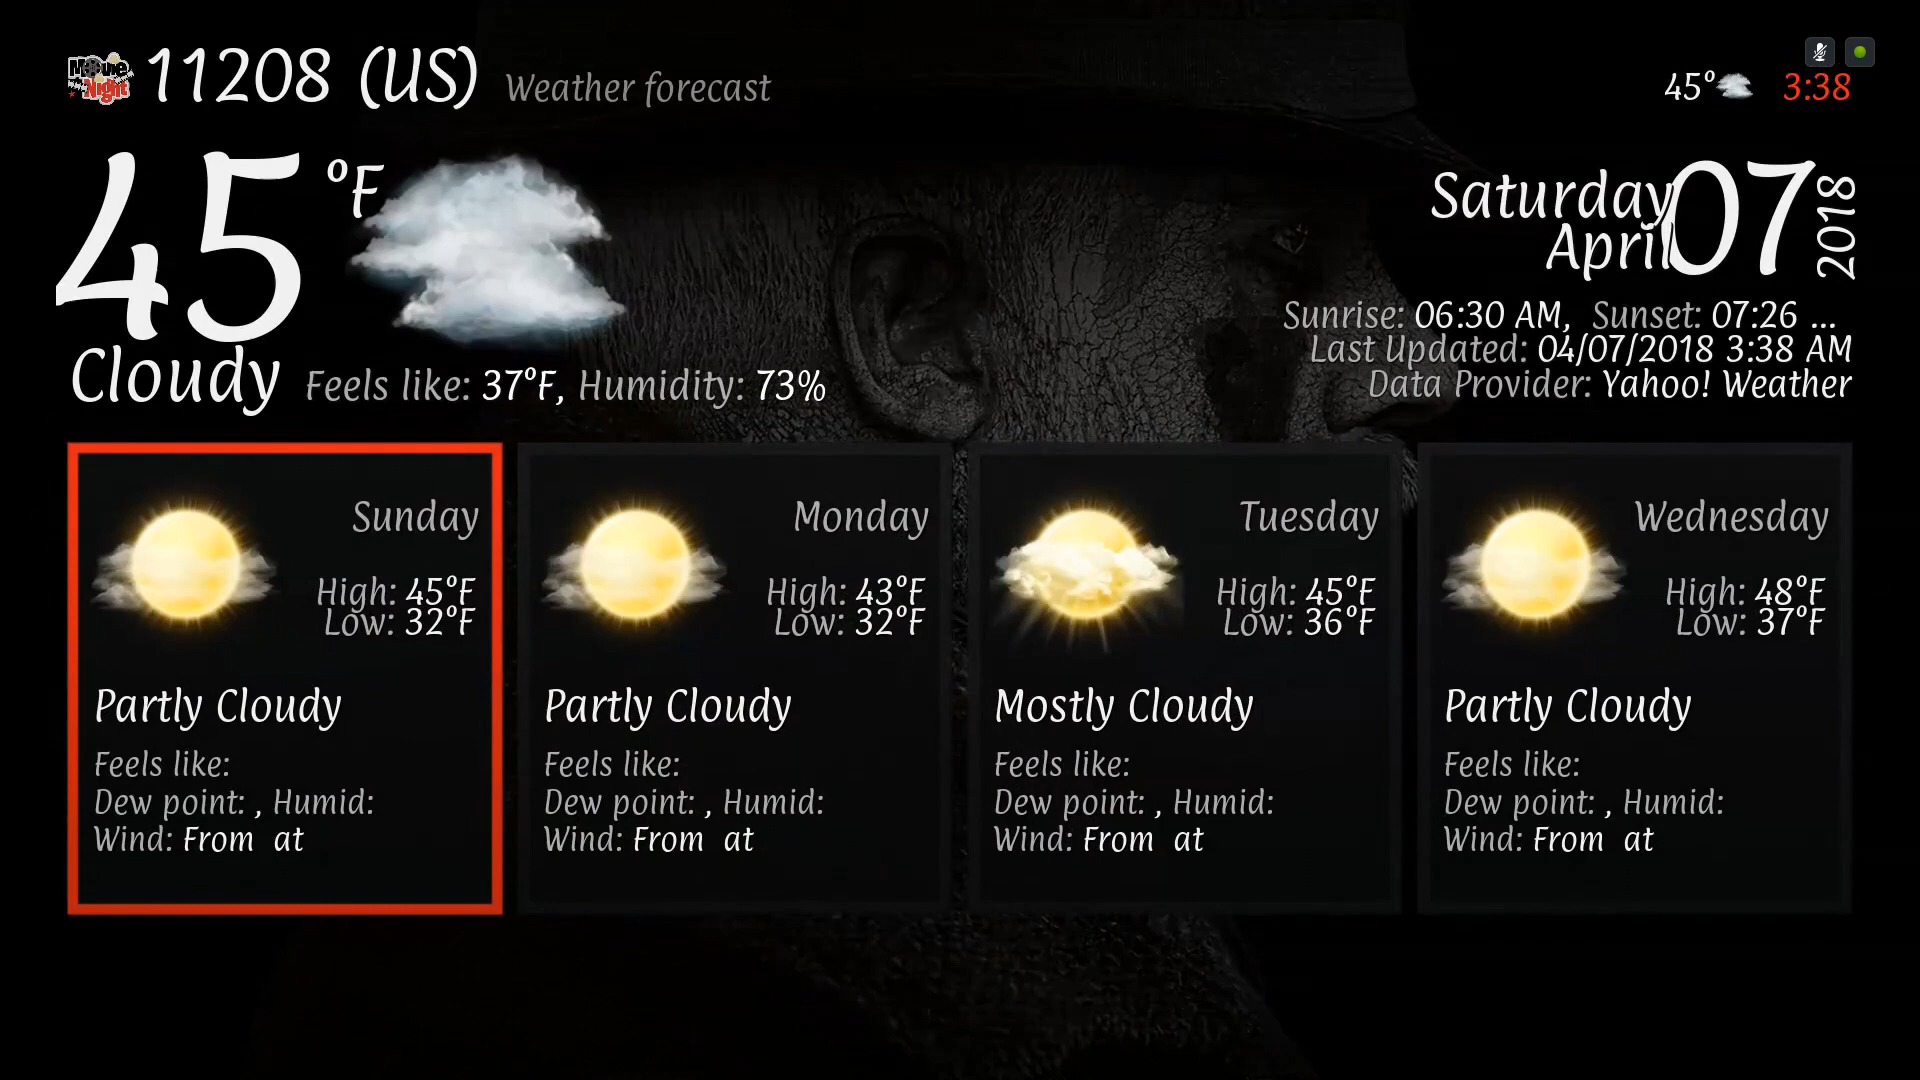 Movie Night
11208 (US) Weather forecast
45° 3:38
45 °F
Saturday
April
07
2018
Sunrise: 06:30 AM, Sunset: 07:26 ...
Last Updated: 04/07/2018 3:38 AM
Data Provider: Yahoo! Weather
Cloudy Feels like: 37°F, Humidity: 73%
Sunday
High: 45°F
Low: 32°F
Partly Cloudy
Feels like:
Dew point: , Humid:
Wind: From at
Monday
High: 43°F
Low: 32°F
Partly Cloudy
Feels like:
Dew point: , Humid:
Wind: From at
Tuesday
High: 45°F
Low: 36°F
Mostly Cloudy
Feels like:
Dew point: , Humid:
Wind: From at
Wednesday
High: 48°F
Low: 37°F
Partly Cloudy
Feels like:
Dew point: , Humid:
Wind: From at